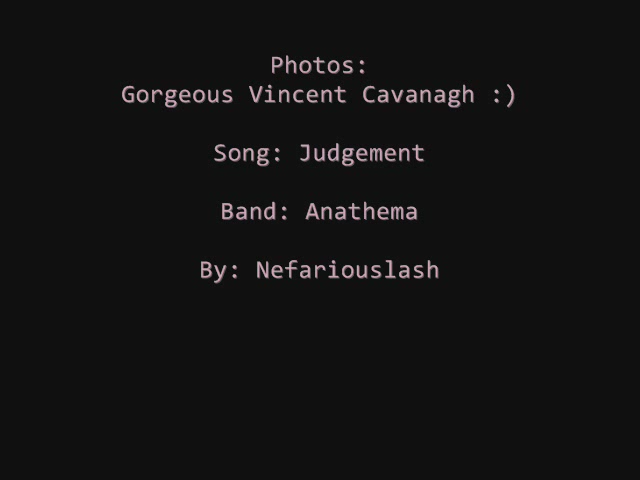 Photos:
Gorgeous Vincent Cavanagh :)
Song: Judgement
Band: Anathema
By: Nefariouslash